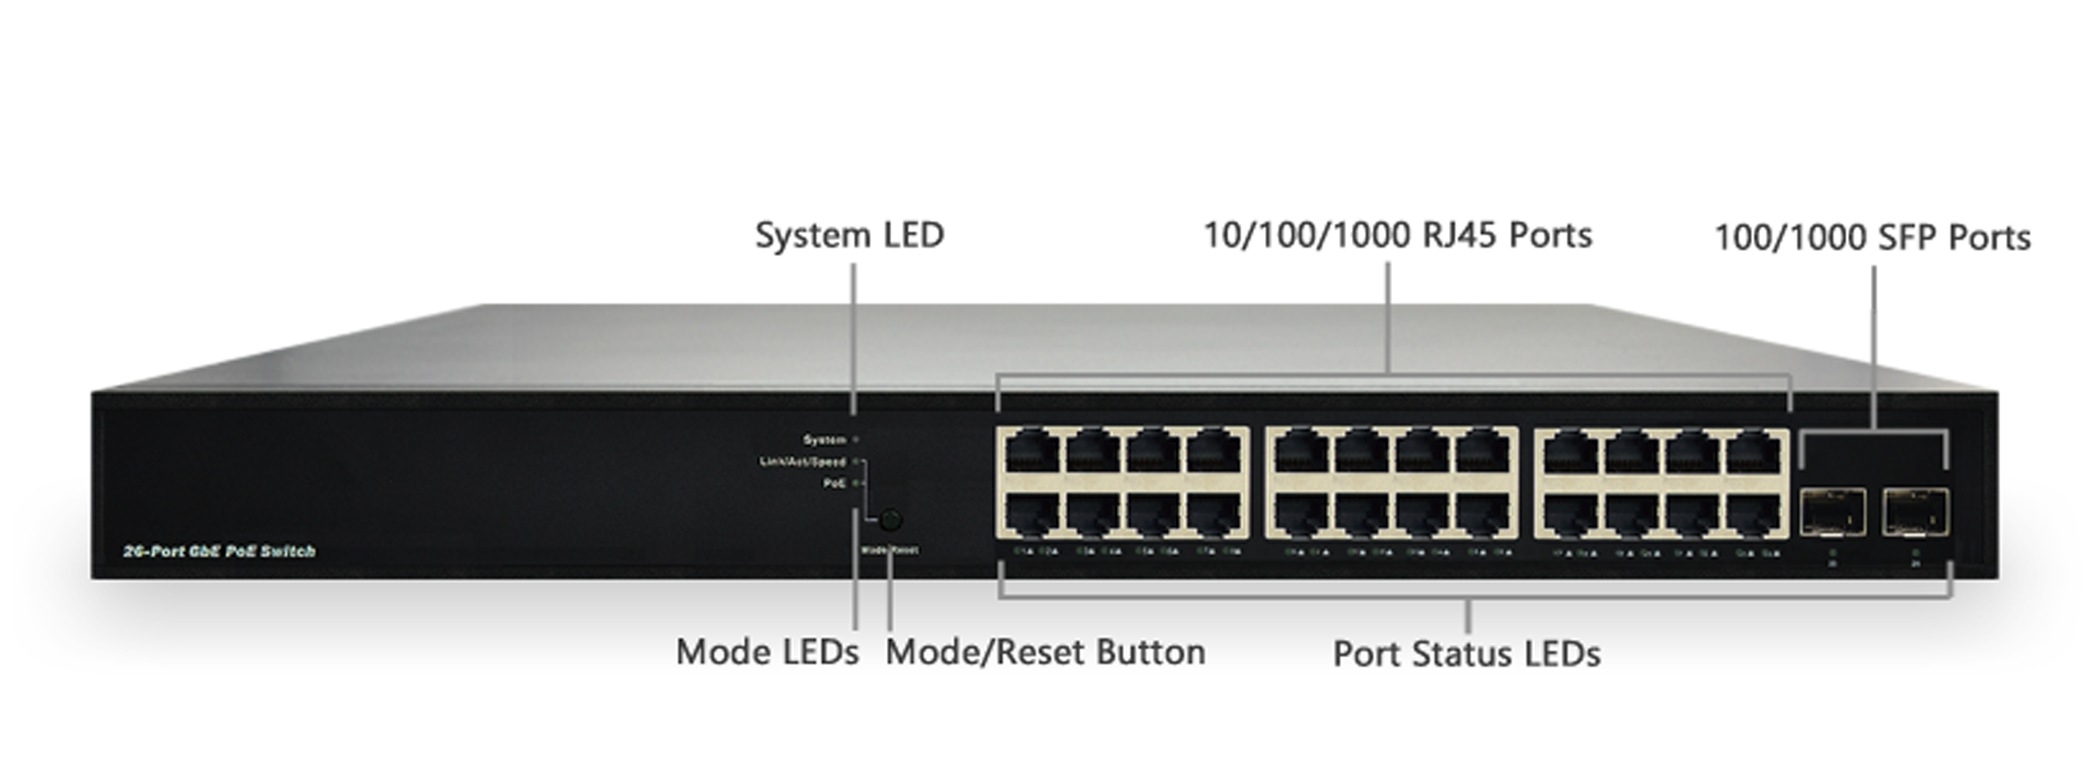 System LED
10/100/1000 RJ45 Ports
100/1000 SFP Ports
System
Link/Act/Speed
PoE
26-Port GbE PoE Switch
Mode/Reset
Mode LEDs
Mode/Reset Button
Port Status LEDs